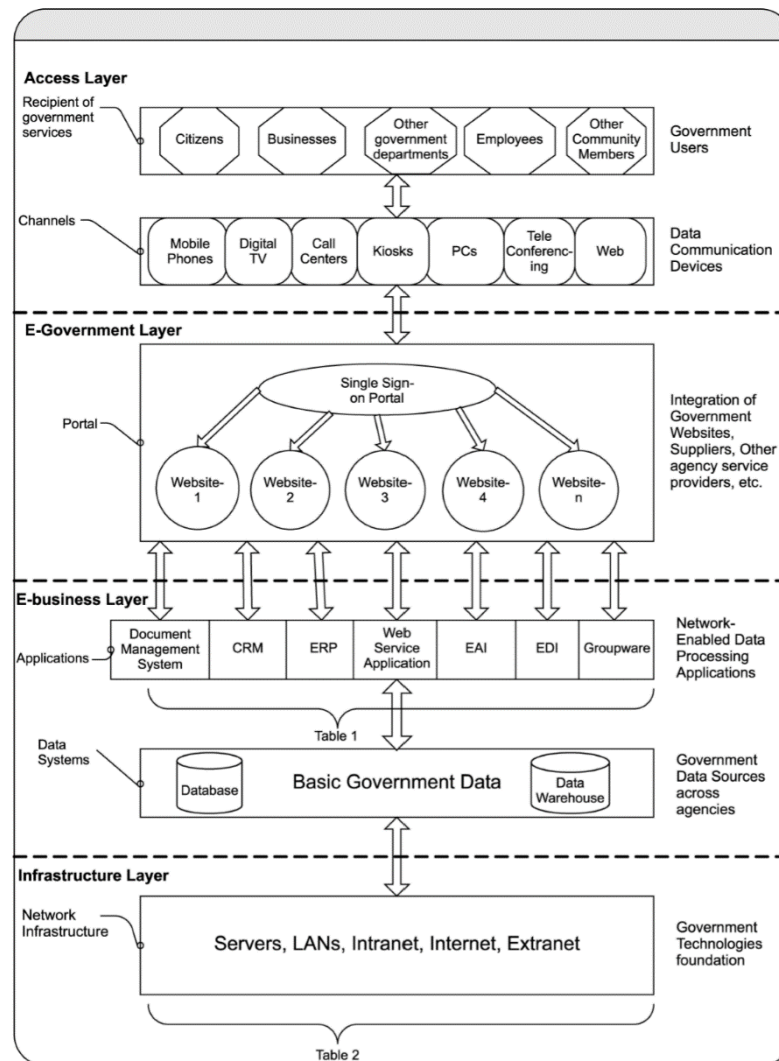 Access Layer
Recipient of
government
services
Citizens
Businesses
Other
government
departments
Employees
Other
Community
Members
Government
Users
Channels
Mobile
Phones
Digital
TV
Call
Centers
Kiosks
PCs
Tele
Conferenc-
ing
Web
Data
Communication
Devices
E-Government Layer
Portal
Single Sign-
on Portal
Website-
1
Website-
2
Website-
3
Website-
4
Website-
n
Integration of
Government
Websites,
Suppliers, Other
agency service
providers, etc.
E-business Layer
Applications
Document
Management
System
CRM
ERP
Web
Service
Application
EAI
EDI
Groupware
Network-
Enabled Data
Processing
Applications
Table 1
Data
Systems
Database
Basic Government Data
Data
Warehouse
Government
Data Sources
across
agencies
Infrastructure Layer
Network
Infrastructure
Servers, LANs, Intranet, Internet, Extranet
Government
Technologies
foundation
Table 2